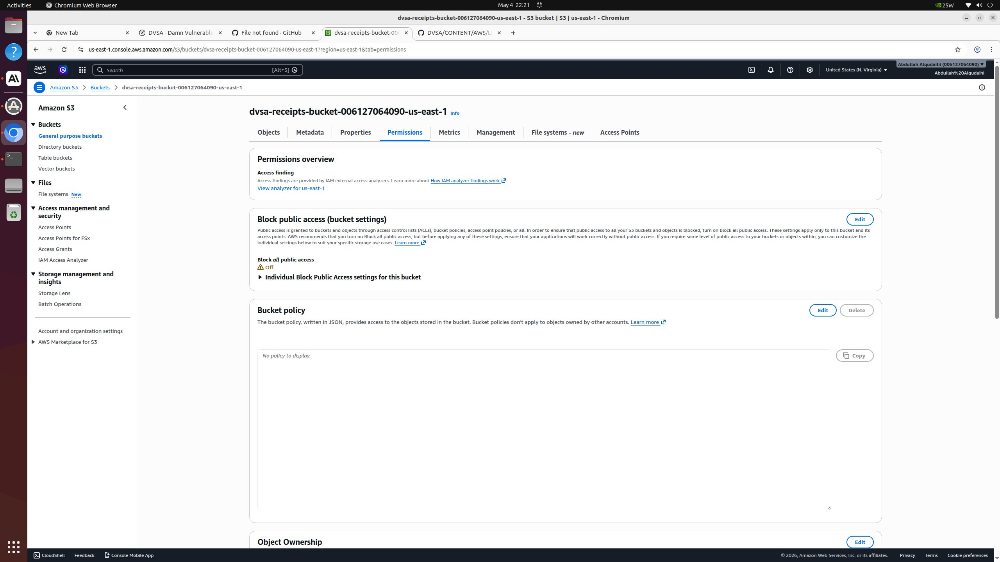 Activities
Chromium Web Browser
May 4 22:21
25W
dvsa-receipts-bucket-006127064090-us-east-1 - S3 bucket | S3 | us-east-1 - Chromium
New Tab
DVSA - Damn Vulnerable
File not found · GitHub
dvsa-receipts-bucket-00
DVSA/CONTENT/AWS/L
us-east-1.console.aws.amazon.com/s3/buckets/dvsa-receipts-bucket-006127064090-us-east-1?region=us-east-1&tab=permissions
aws
Search
[Alt+S]
United States (N. Virginia)
Abdullah Alqudaihi (006127064090)
Abdullah%20Alqudaihi
Amazon S3
Buckets
dvsa-receipts-bucket-006127064090-us-east-1
Amazon S3
Buckets
General purpose buckets
Directory buckets
Table buckets
Vector buckets
Files
File systems New
Access management and
security
Access Points
Access Points for FSx
Access Grants
IAM Access Analyzer
Storage management and
insights
Storage Lens
Batch Operations
Account and organization settings
AWS Marketplace for S3
dvsa-receipts-bucket-006127064090-us-east-1 Info
Objects
Metadata
Properties
Permissions
Metrics
Management
File systems - new
Access Points
Permissions overview
Access finding
Access findings are provided by IAM external access analyzers. Learn more about How IAM analyzer findings work
View analyzer for us-east-1
Block public access (bucket settings)
Edit
Public access is granted to buckets and objects through access control lists (ACLs), bucket policies, access point policies, or all. In order to ensure that public access to all your S3 buckets and objects is blocked, turn on Block all public access. These settings apply only to this bucket and its
access points. AWS recommends that you turn on Block all public access, but before applying any of these settings, ensure that your applications will work correctly without public access. If you require some level of public access to your buckets or objects within, you can customize the
individual settings below to suit your specific storage use cases. Learn more
Block all public access
Off
Individual Block Public Access settings for this bucket
Bucket policy
Edit
Delete
The bucket policy, written in JSON, provides access to the objects stored in the bucket. Bucket policies don't apply to objects owned by other accounts. Learn more
No policy to display.
Copy
Object Ownership
Edit
CloudShell
Feedback
Console Mobile App
© 2026, Amazon Web Services, Inc. or its affiliates.
Privacy
Terms
Cookie preferences